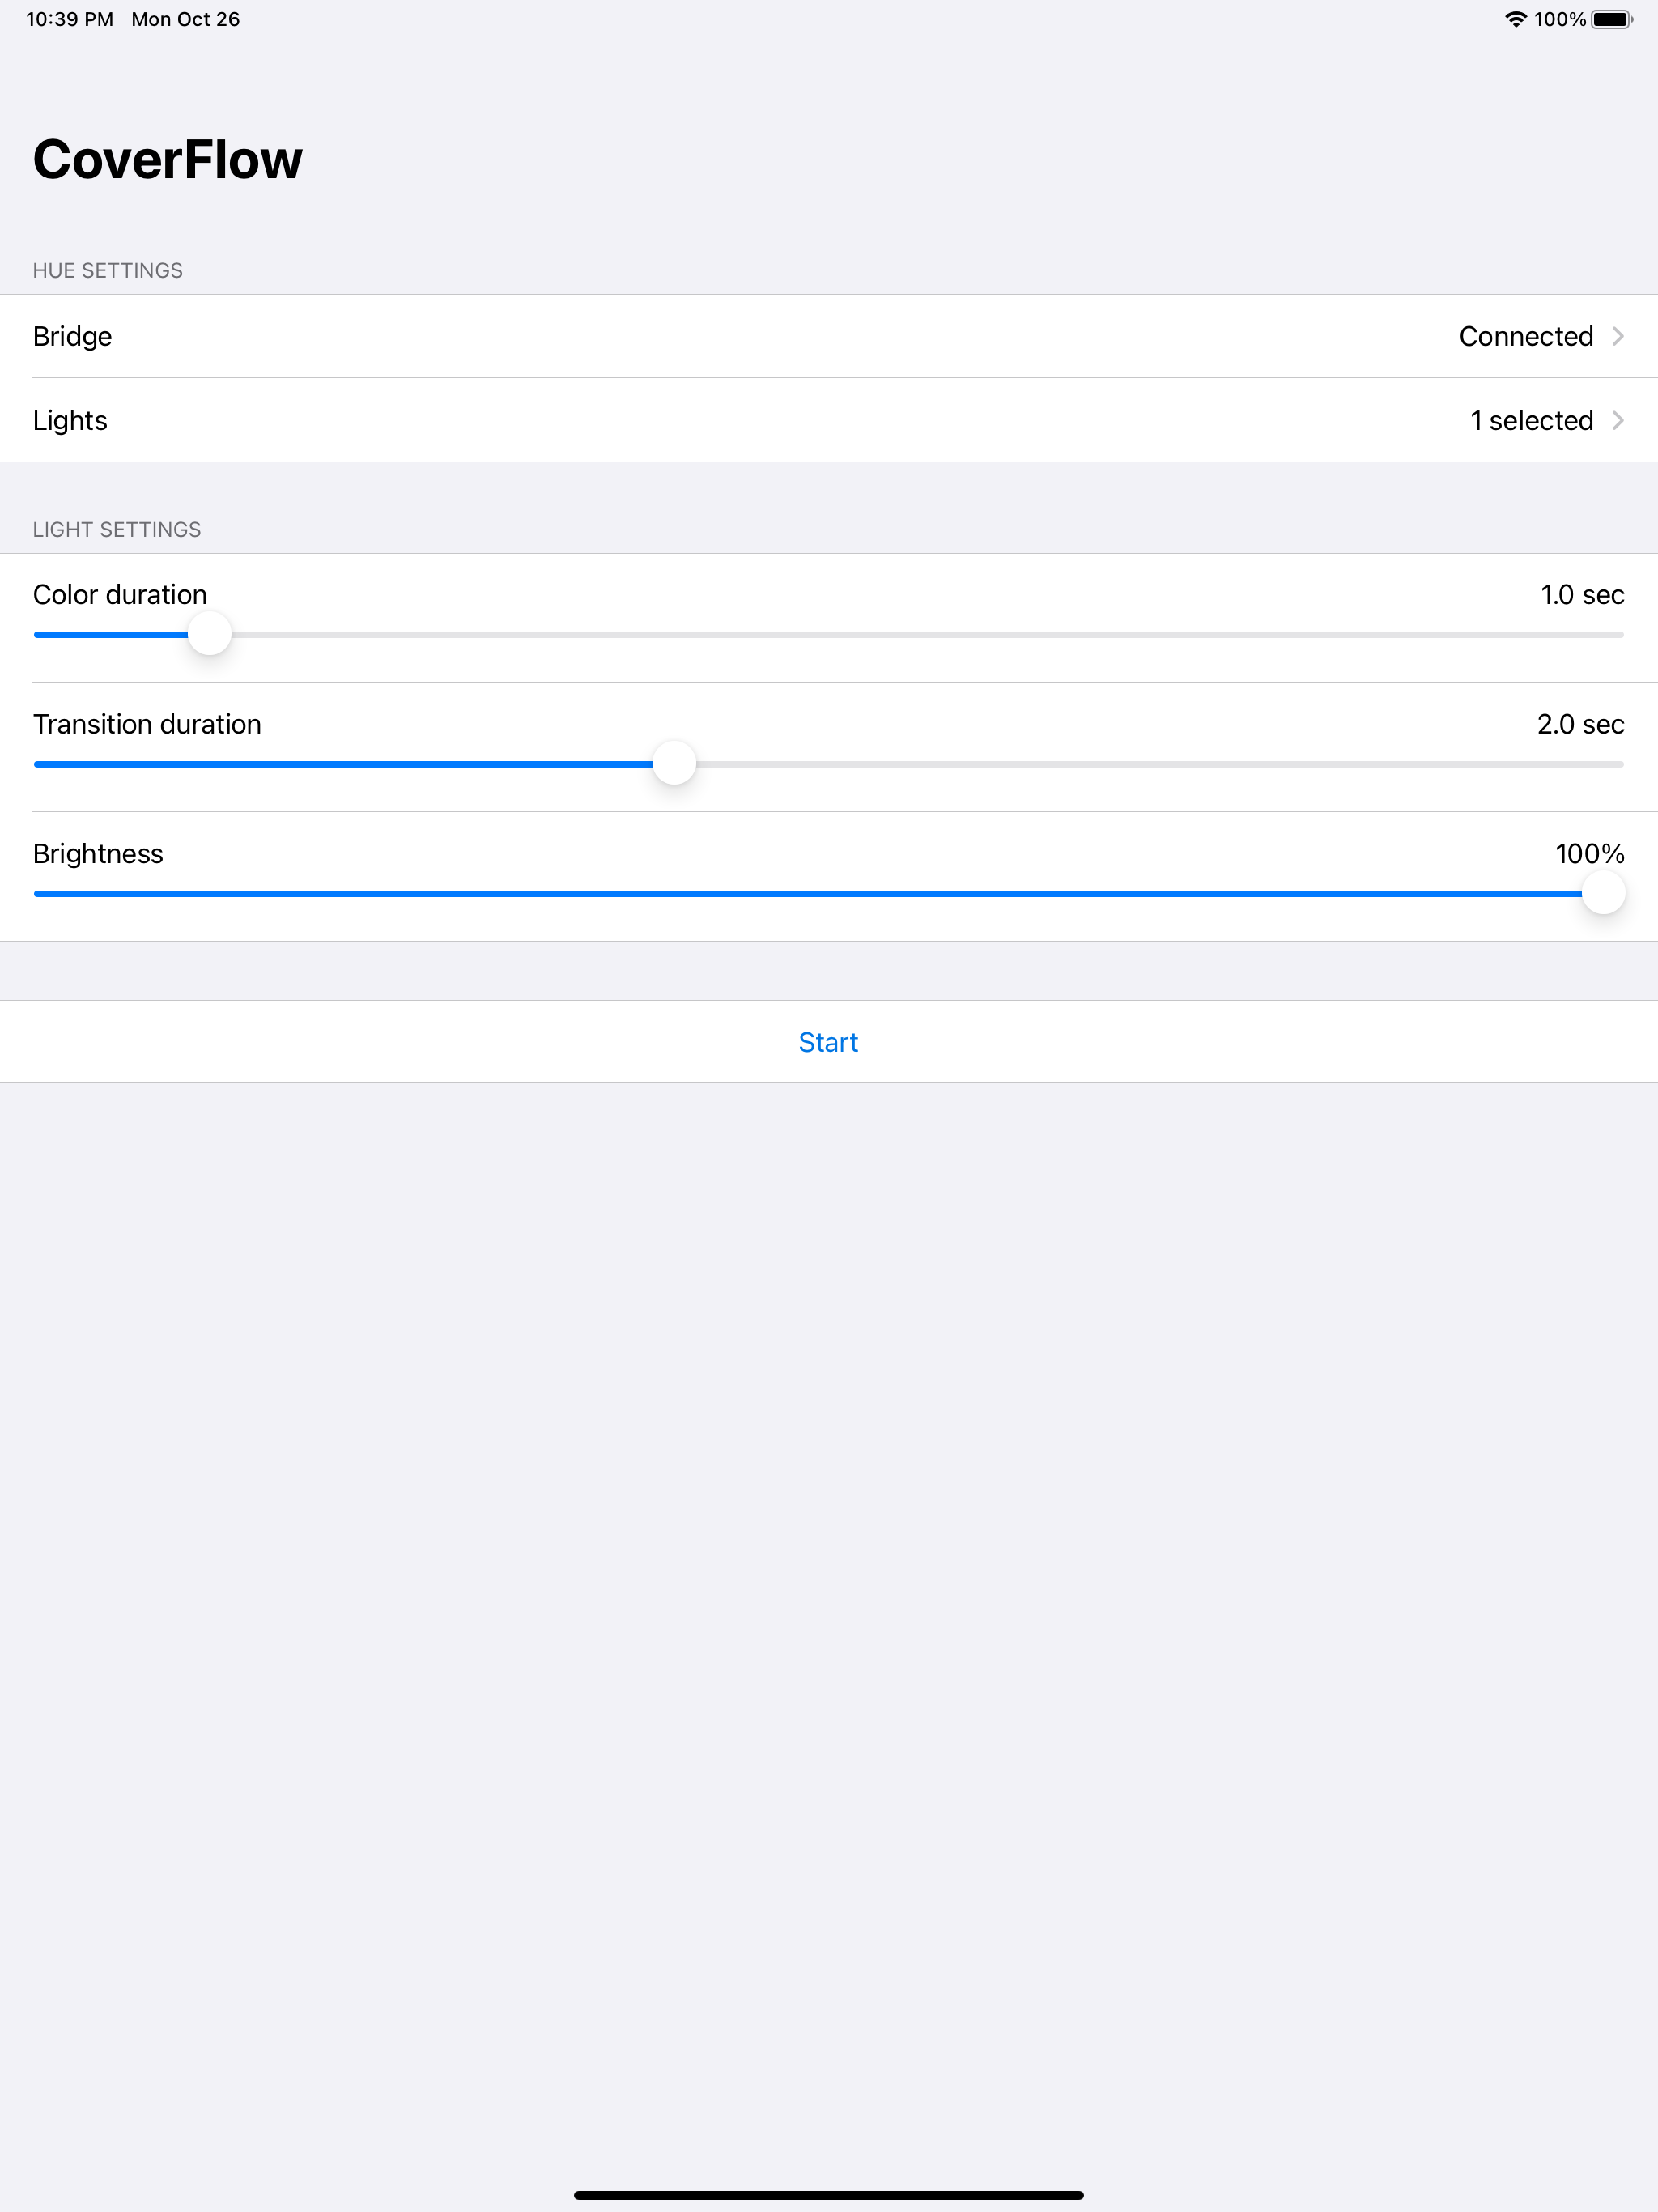 10:39 PM Mon Oct 26 100%
CoverFlow
HUE SETTINGS
Bridge Connected
Lights 1 selected
LIGHT SETTINGS
Color duration 1.0 sec
Transition duration 2.0 sec
Brightness 100%
Start